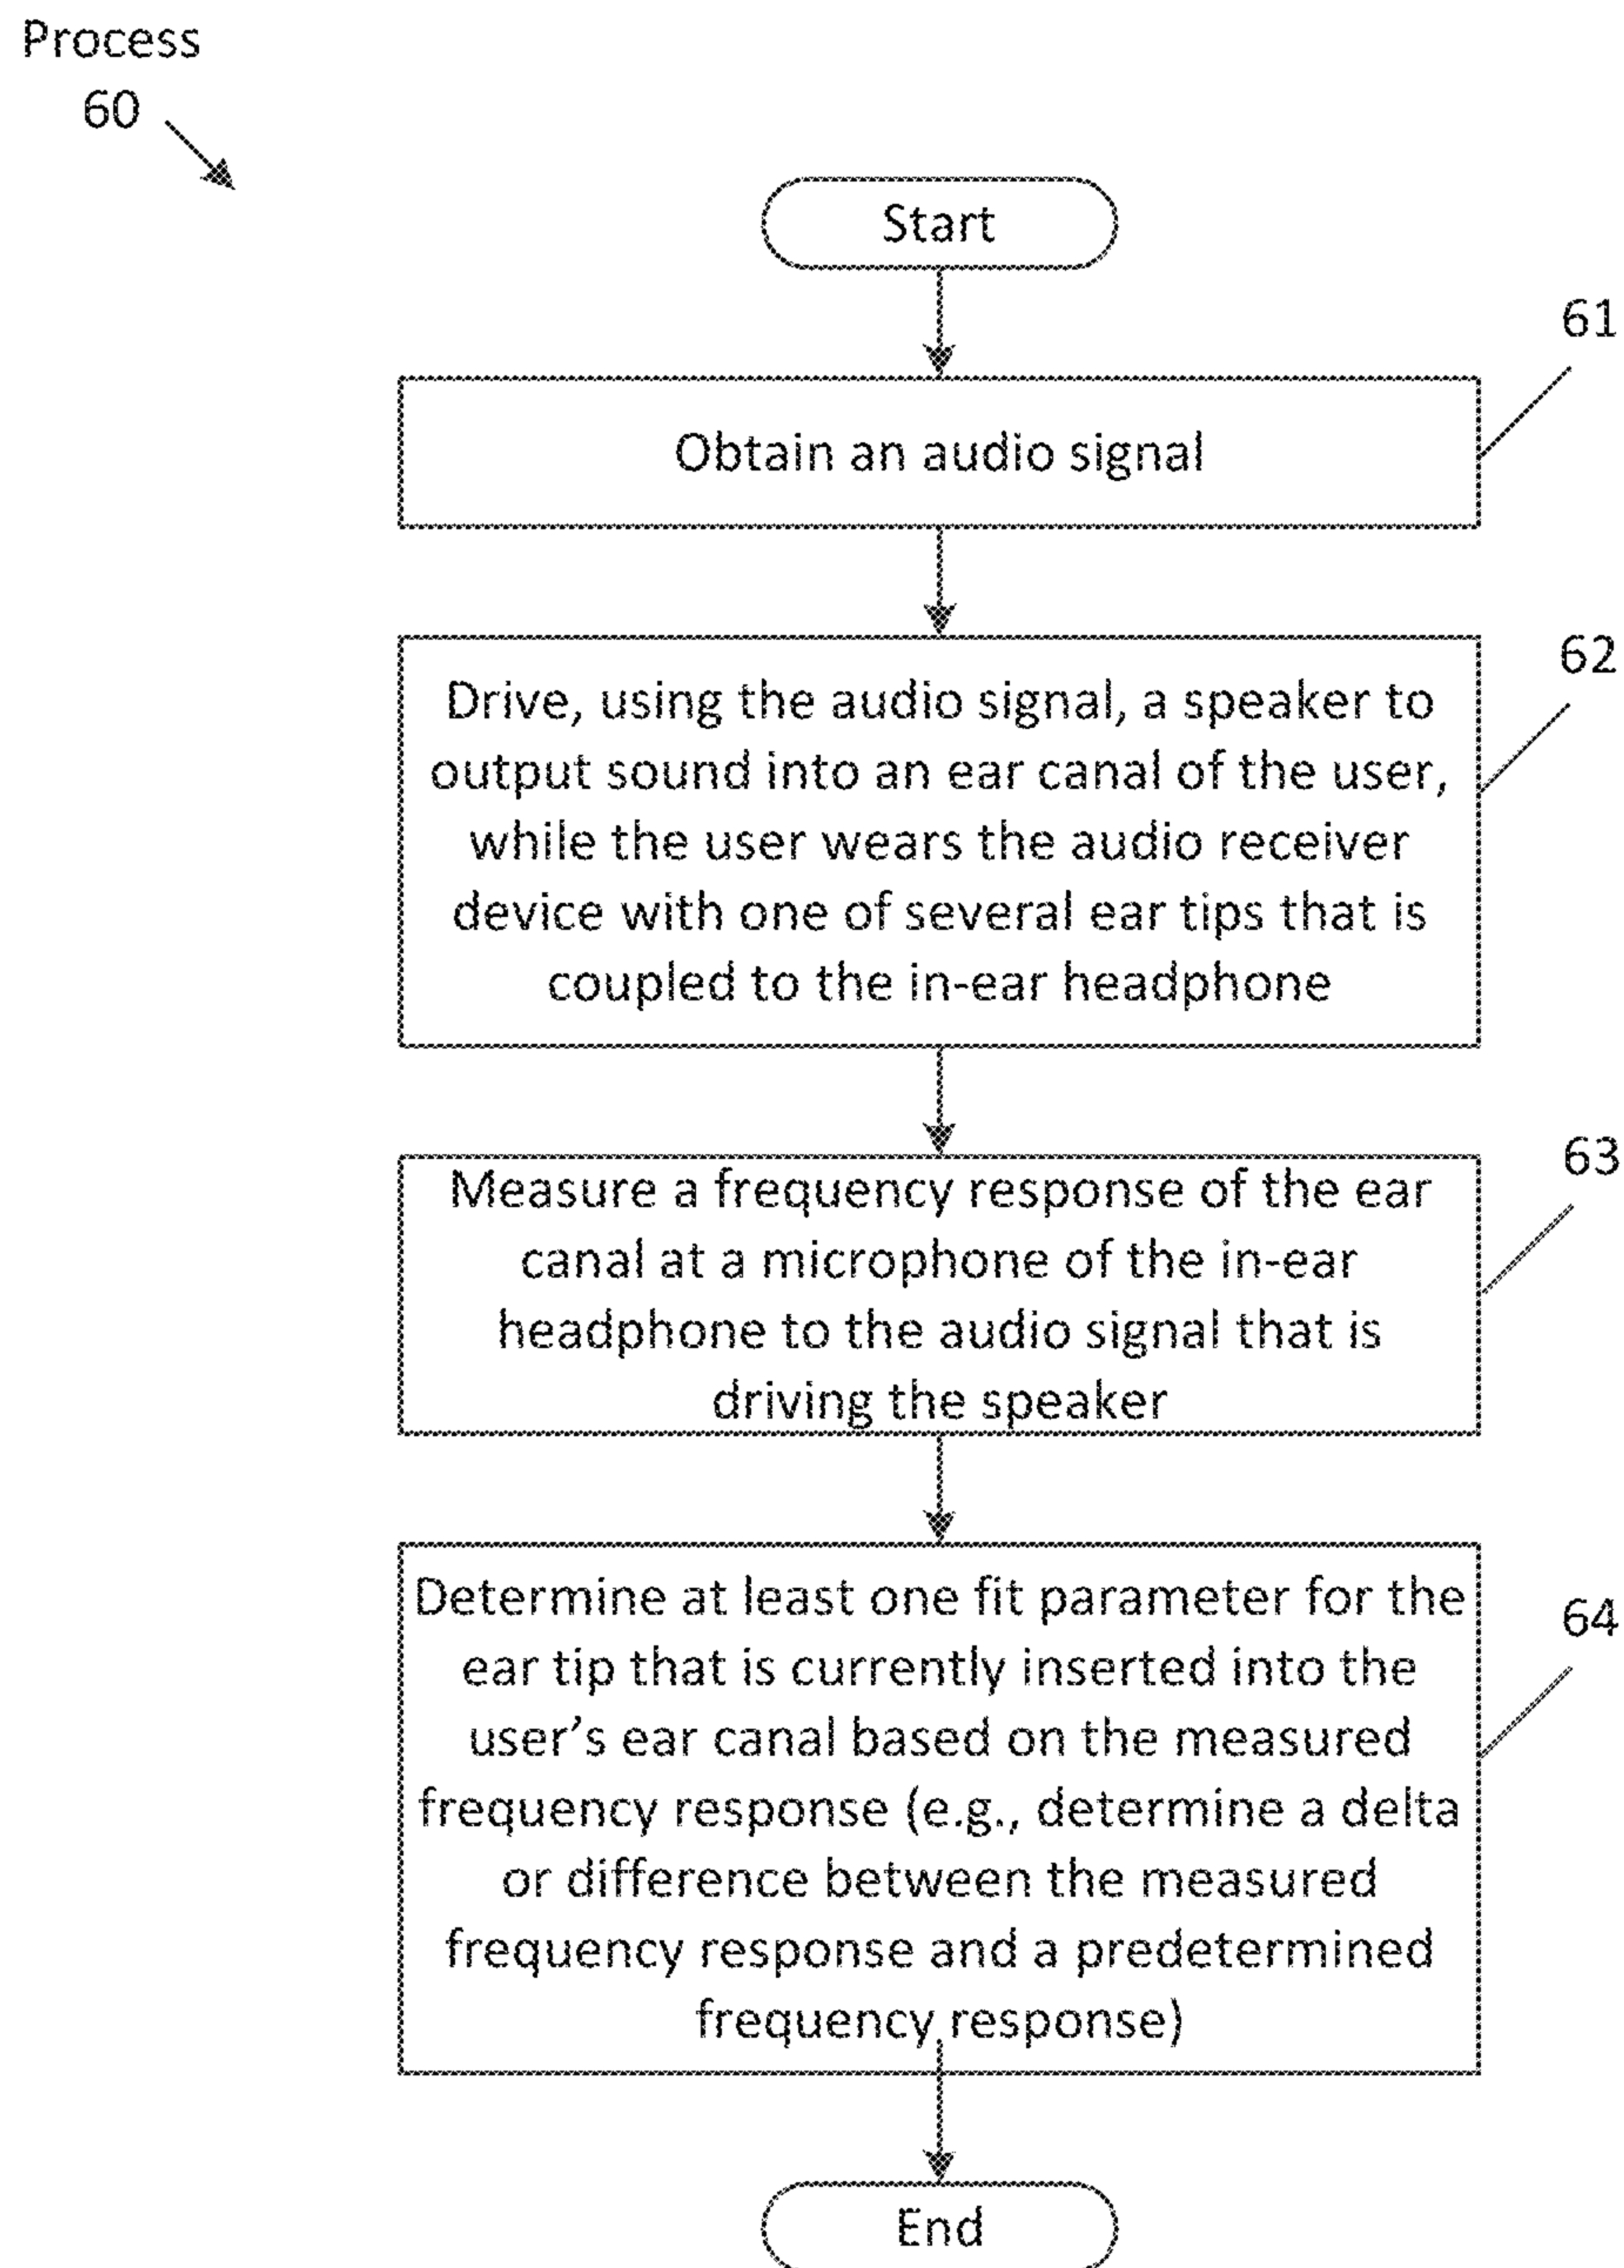 Process
60
Start
61
Obtain an audio signal
62
Drive, using the audio signal, a speaker to
output sound into an ear canal of the user,
while the user wears the audio receiver
device with one of several ear tips that is
coupled to the in-ear headphone
63
Measure a frequency response of the ear
canal at a microphone of the in-ear
headphone to the audio signal that is
driving the speaker
64
Determine at least one fit parameter for the
ear tip that is currently inserted into the
user’s ear canal based on the measured
frequency response (e.g., determine a delta
or difference between the measured
frequency response and a predetermined
frequency response)
End